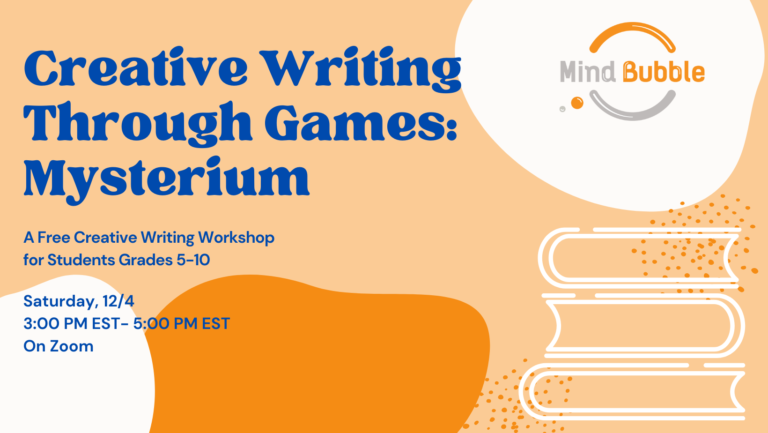 Creative Writing
Through Games:
Mysterium
Mind Bubble
A Free Creative Writing Workshop
for Students Grades 5-10
Saturday, 12/4
3:00 PM EST- 5:00 PM EST
On Zoom